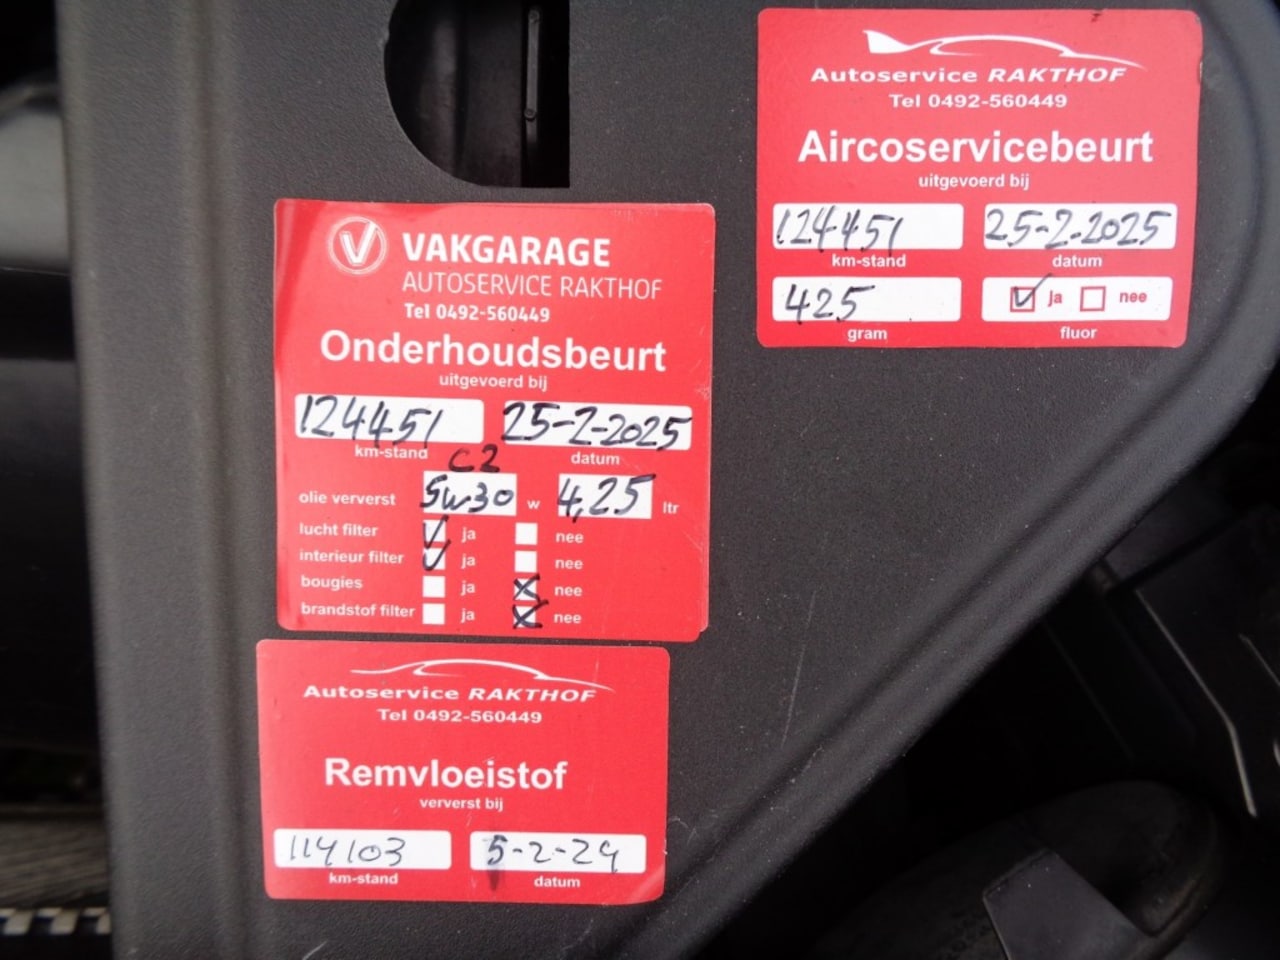 VAKGARAGE
AUTOSERVICE RAKTHOF
Tel 0492-560449
Onderhoudsbeurt
uitgevoerd bij
124451 25-2-2025
km-stand datum
C2
olie ververst 5w30 w 4,25 ltr
lucht filter ja nee
interieur filter ja nee
bougies ja nee
brandstof filter ja nee
Autoservice RAKTHOF
Tel 0492-560449
Aircoservicebeurt
uitgevoerd bij
124451 25-2-2025
km-stand datum
425 ja nee
gram fluor
Autoservice RAKTHOF
Tel 0492-560449
Remvloeistof
ververst bij
114103 5-2-24
km-stand datum